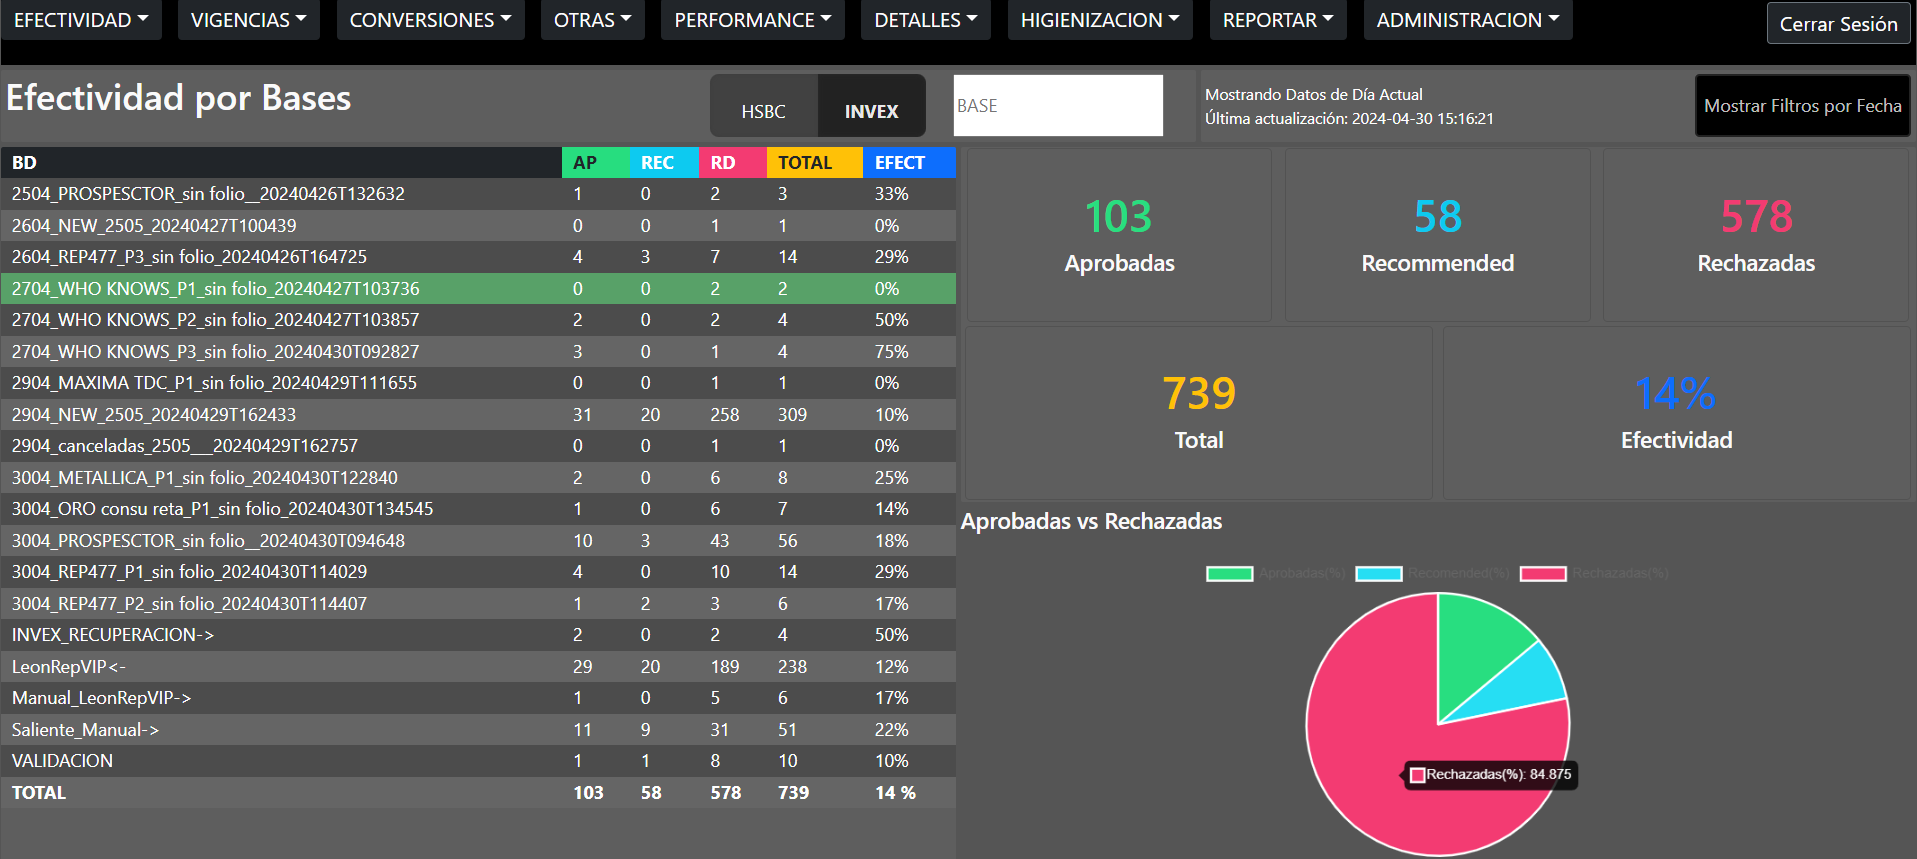 EFECTIVIDAD VIGENCIAS CONVERSIONES OTRAS PERFORMANCE DETALLES HIGIENIZACION REPORTAR ADMINISTRACION Cerrar Sesión
Efectividad por Bases
HSBC INVEX
BASE
Mostrando Datos de Día Actual
Última actualización: 2024-04-30 15:16:21
Mostrar Filtros por Fecha
BD AP REC RD TOTAL EFECT
2504_PROSPESCTOR_sin folio__20240426T132632 1 0 2 3 33%
2604_NEW_2505_20240427T100439 0 0 1 1 0%
2604_REP477_P3_sin folio_20240426T164725 4 3 7 14 29%
2704_WHO KNOWS_P1_sin folio_20240427T103736 0 0 2 2 0%
2704_WHO KNOWS_P2_sin folio_20240427T103857 2 0 2 4 50%
2704_WHO KNOWS_P3_sin folio_20240430T092827 3 0 1 4 75%
2904_MAXIMA TDC_P1_sin folio_20240429T111655 0 0 1 1 0%
2904_NEW_2505_20240429T162433 31 20 258 309 10%
2904_canceladas_2505___20240429T162757 0 0 1 1 0%
3004_METALLICA_P1_sin folio_20240430T122840 2 0 6 8 25%
3004_ORO consu reta_P1_sin folio_20240430T134545 1 0 6 7 14%
3004_PROSPESCTOR_sin folio__20240430T094648 10 3 43 56 18%
3004_REP477_P1_sin folio_20240430T114029 4 0 10 14 29%
3004_REP477_P2_sin folio_20240430T114407 1 2 3 6 17%
INVEX_RECUPERACION-> 2 0 2 4 50%
LeonRepVIP<- 29 20 189 238 12%
Manual_LeonRepVIP-> 1 0 5 6 17%
Saliente_Manual-> 11 9 31 51 22%
VALIDACION 1 1 8 10 10%
TOTAL 103 58 578 739 14 %
103
Aprobadas
58
Recommended
578
Rechazadas
739
Total
14%
Efectividad
Aprobadas vs Rechazadas
Aprobadas(%) Recomended(%) Rechazadas(%)
Rechazadas(%): 84.875